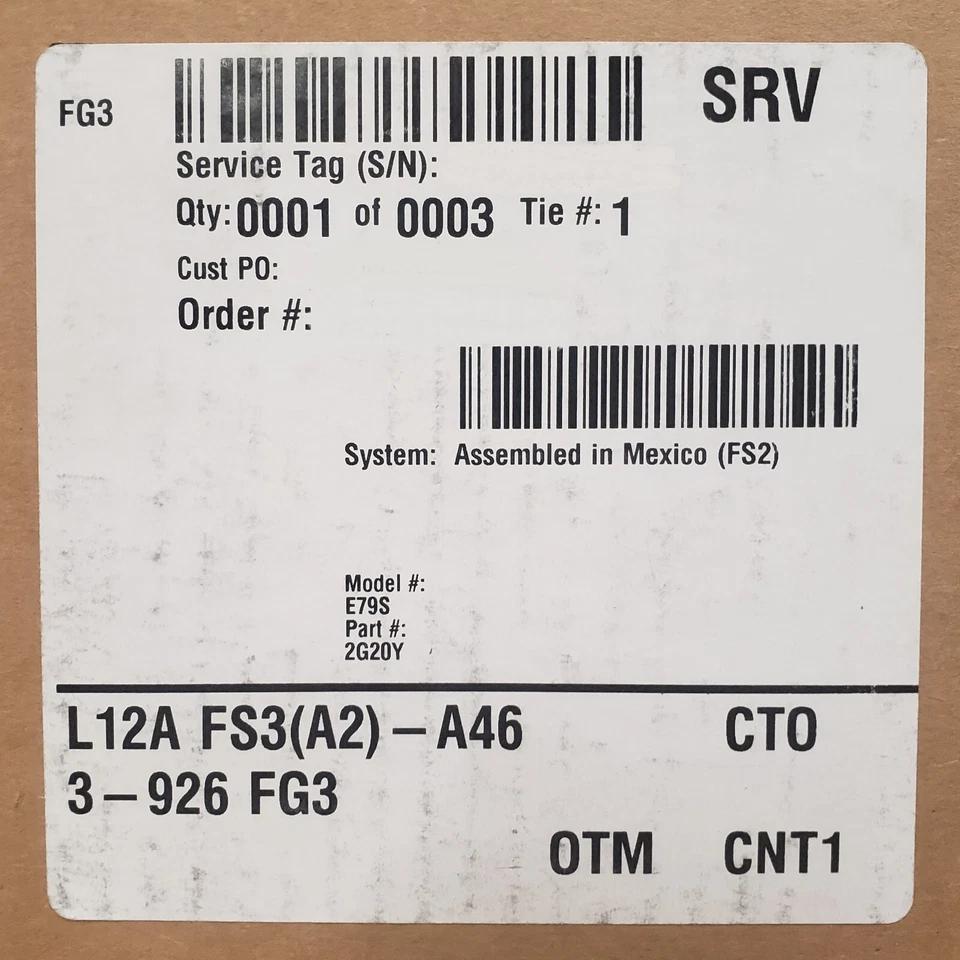 FG3
SRV
Service Tag (S/N):
Qty: 0001 of 0003 Tie #: 1
Cust PO:
Order #:
System: Assembled in Mexico (FS2)
Model #:
E79S
Part #:
2G20Y
L12A FS3(A2) – A46 CTO
3 – 926 FG3
OTM CNT1